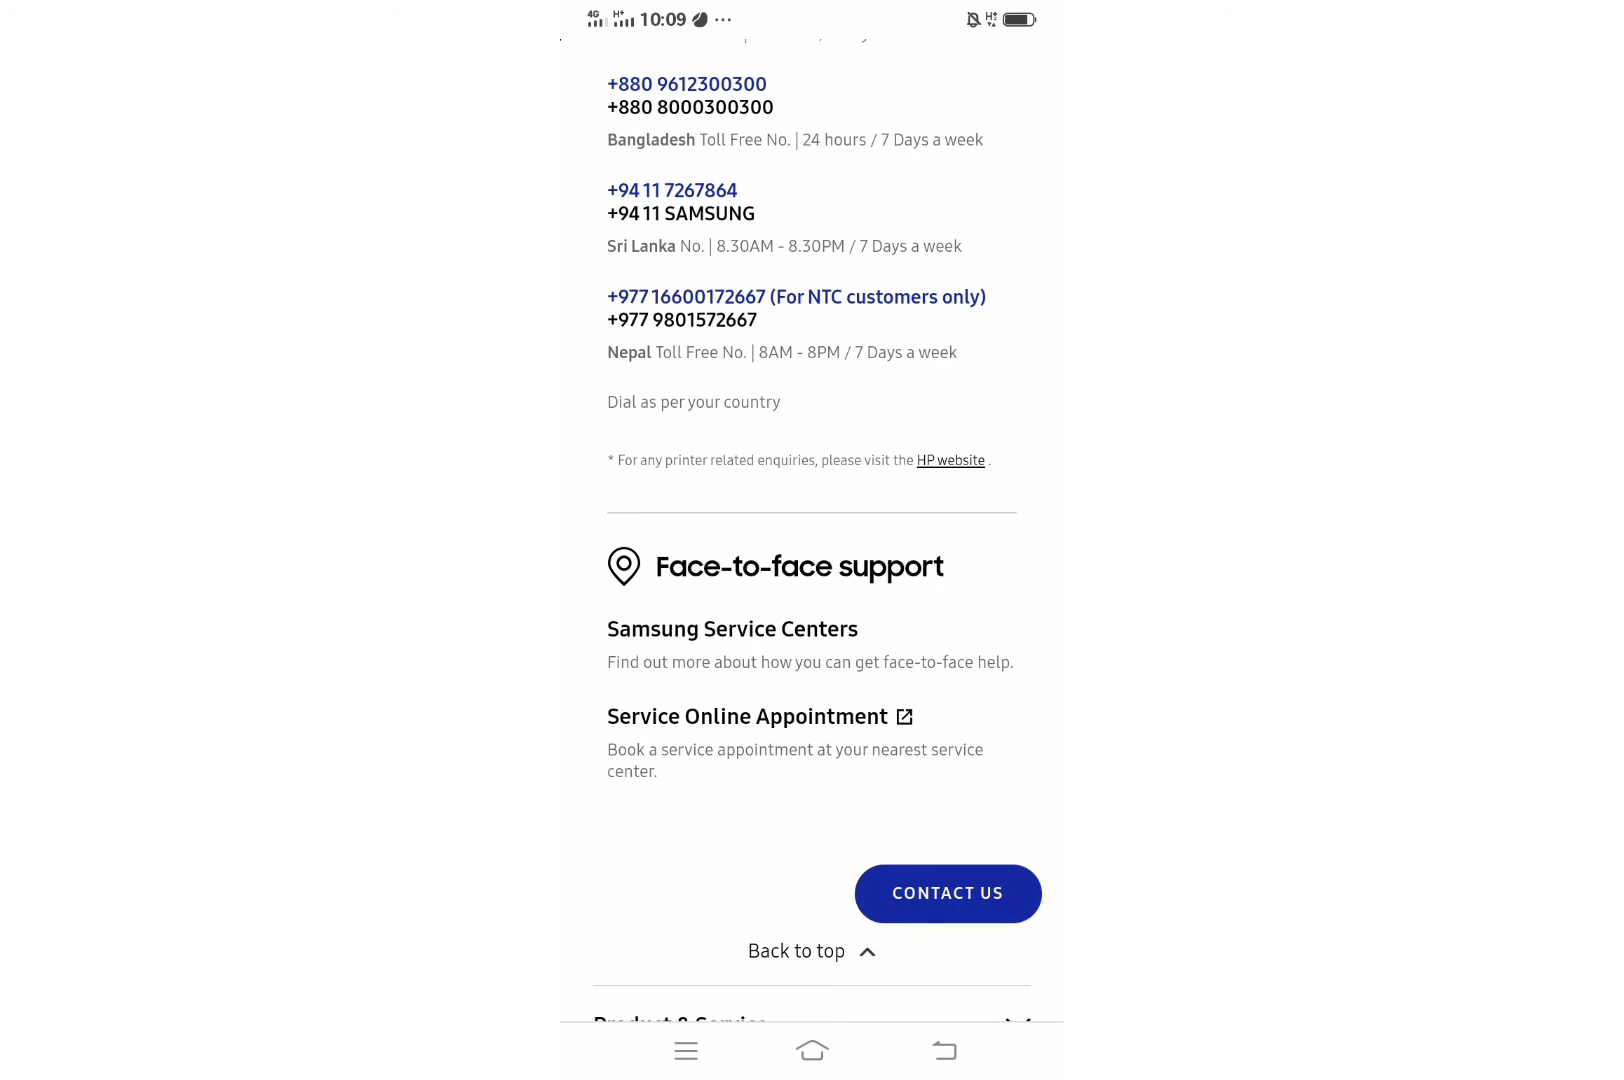 4G H+ 10:09 ...
+880 9612300300
+880 8000300300
Bangladesh Toll Free No. | 24 hours / 7 Days a week
+94 11 7267864
+94 11 SAMSUNG
Sri Lanka No. | 8.30AM - 8.30PM / 7 Days a week
+977 16600172667 (For NTC customers only)
+977 9801572667
Nepal Toll Free No. | 8AM - 8PM / 7 Days a week
Dial as per your country
* For any printer related enquiries, please visit the HP website .
Face-to-face support
Samsung Service Centers
Find out more about how you can get face-to-face help.
Service Online Appointment
Book a service appointment at your nearest service
center.
CONTACT US
Back to top
Product & Service